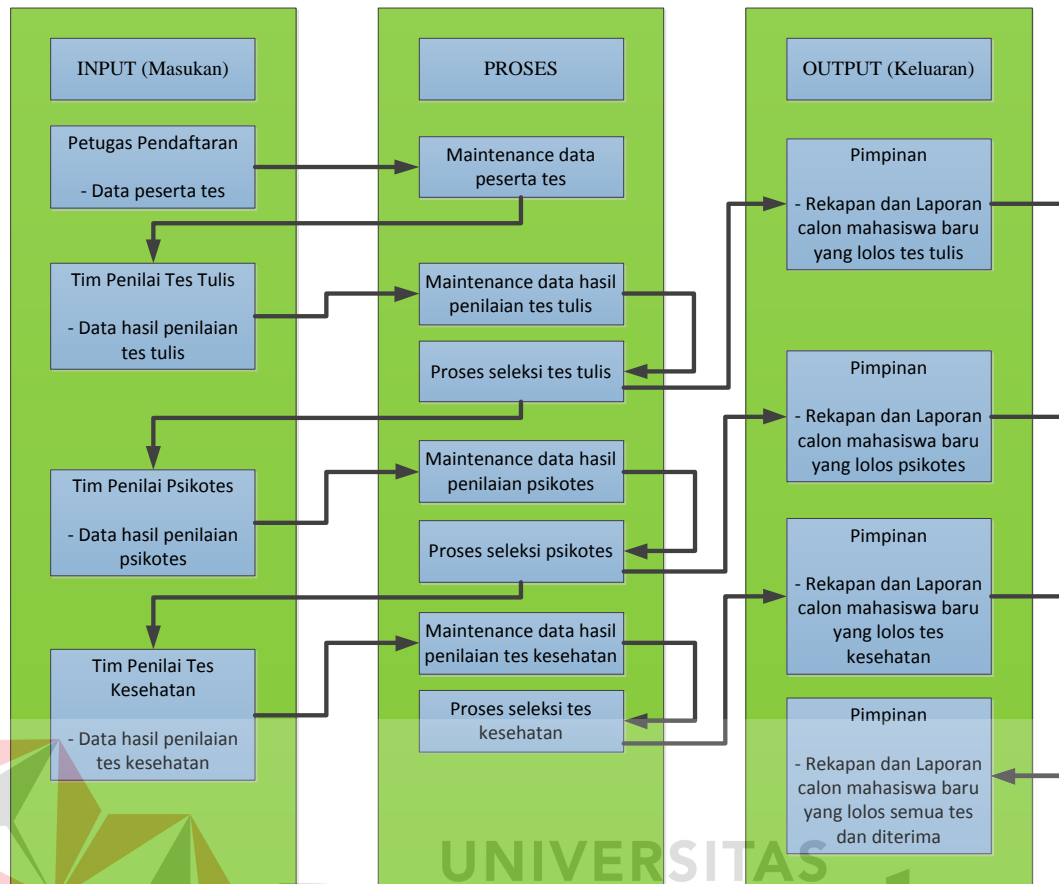 INPUT (Masukan)
Petugas Pendaftaran
- Data peserta tes
Tim Penilai Tes Tulis
- Data hasil penilaian
tes tulis
Tim Penilai Psikotes
- Data hasil penilaian
psikotes
Tim Penilai Tes
Kesehatan
- Data hasil penilaian
tes kesehatan
PROSES
Maintenance data
peserta tes
Maintenance data hasil
penilaian tes tulis
Proses seleksi tes tulis
Maintenance data hasil
penilaian psikotes
Proses seleksi psikotes
Maintenance data hasil
penilaian tes kesehatan
Proses seleksi tes
kesehatan
OUTPUT (Keluaran)
Pimpinan
- Rekapan dan Laporan
calon mahasiswa baru
yang lolos tes tulis
Pimpinan
- Rekapan dan Laporan
calon mahasiswa baru
yang lolos psikotes
Pimpinan
- Rekapan dan Laporan
calon mahasiswa baru
yang lolos tes
kesehatan
Pimpinan
- Rekapan dan Laporan
calon mahasiswa baru
yang lolos semua tes
dan diterima
UNIVERSITAS